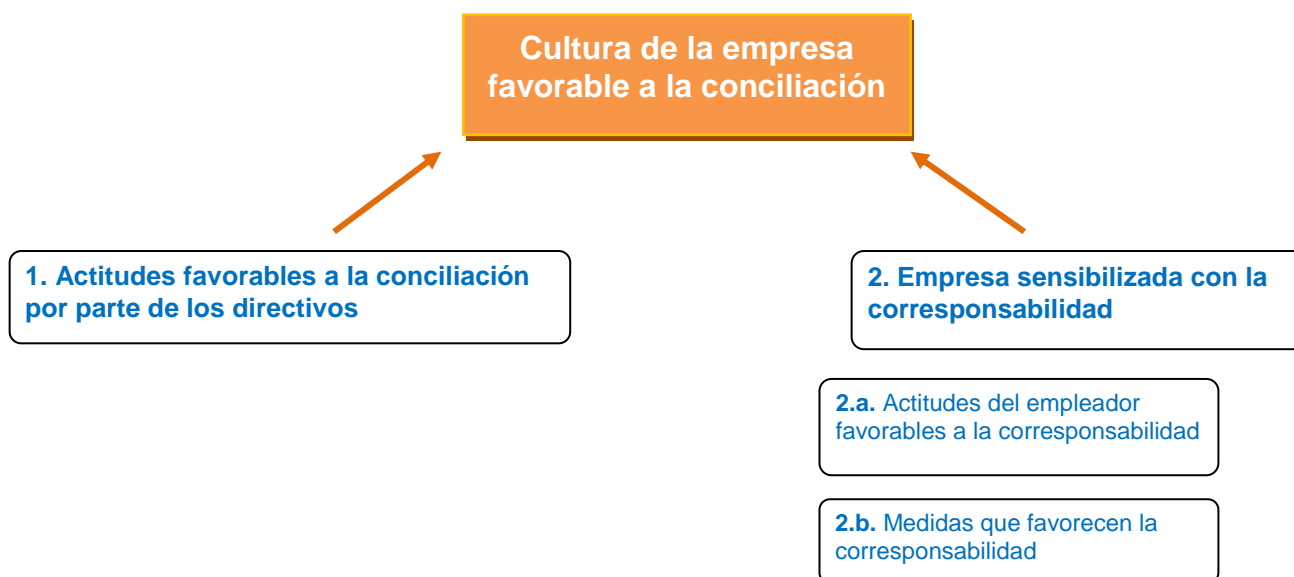 Cultura de la empresa
favorable a la conciliación
1. Actitudes favorables a la conciliación
por parte de los directivos
2. Empresa sensibilizada con la
corresponsabilidad
2.a. Actitudes del empleador
favorables a la corresponsabilidad
2.b. Medidas que favorecen la
corresponsabilidad